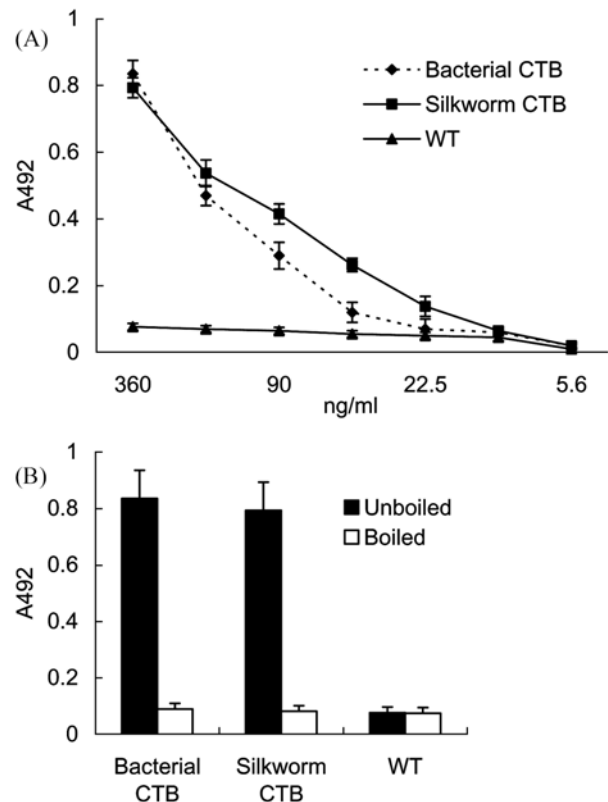 (A)
1
0.8
0.6
0.4
0.2
0
A492
Bacterial CTB
Silkworm CTB
WT
360
90
22.5
5.6
ng/ml
(B)
1
0.8
0.6
0.4
0.2
0
A492
Unboiled
Boiled
Bacterial
CTB
Silkworm
CTB
WT